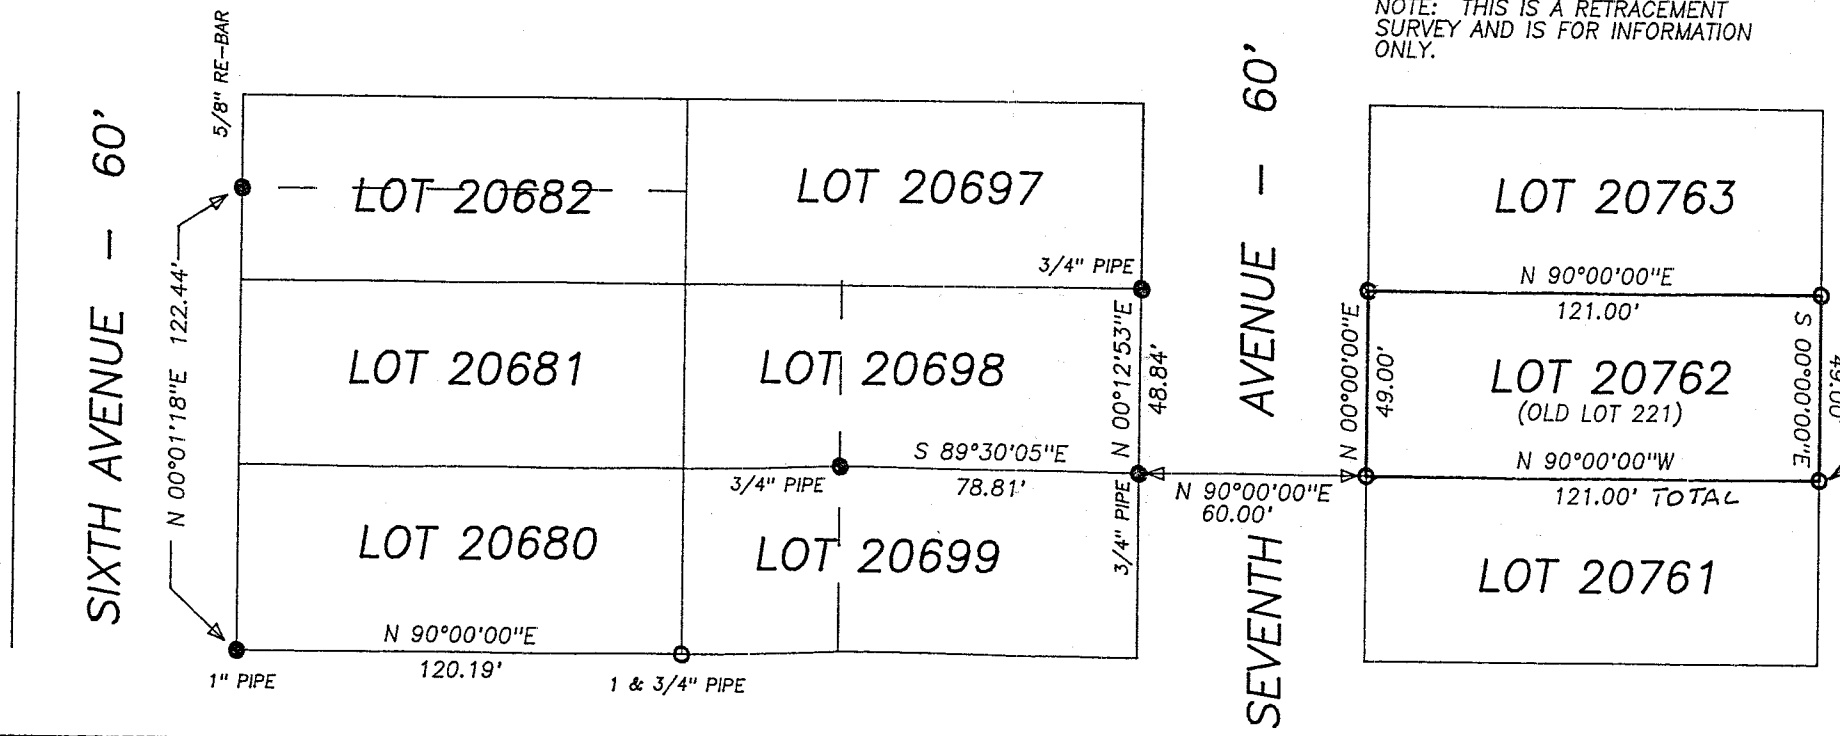 NOTE: THIS IS A RETRACEMENT
SURVEY AND IS FOR INFORMATION
ONLY.
5/8" RE-BAR
SIXTH AVENUE - 60'
N 00°01'18"E 122.44'
LOT 20682
LOT 20697
3/4" PIPE
LOT 20681
LOT 20698
N 00°12'53"E
48.84'
S 89°30'05"E
78.81'
3/4" PIPE
3/4" PIPE
LOT 20680
LOT 20699
N 90°00'00"E
120.19'
1" PIPE
1 & 3/4" PIPE
SEVENTH AVENUE - 60'
N 90°00'00"E
60.00'
LOT 20763
N 90°00'00"E
121.00'
N 00°00'00"E
49.00'
LOT 20762
(OLD LOT 221)
S 00°00'00"E
49.00'
N 90°00'00"W
121.00' TOTAL
LOT 20761